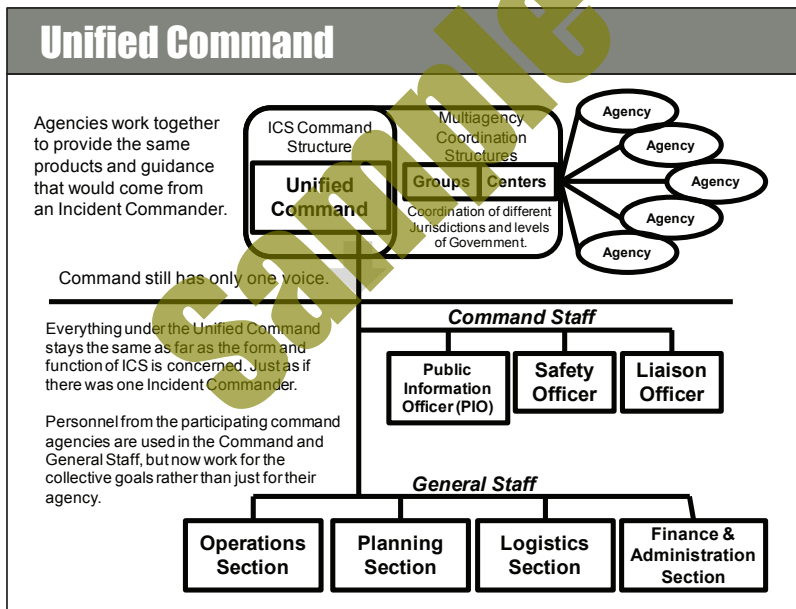 Unified Command
Agencies work together
to provide the same
products and guidance
that would come from
an Incident Commander.
ICS Command
Structure
Unified
Command
Multiagency
Coordination
Structures
Groups
Centers
Coordination of different
Jurisdictions and levels
of Government.
Agency
Agency
Agency
Agency
Agency
Command still has only one voice.
Everything under the Unified Command
stays the same as far as the form and
function of ICS is concerned. Just as if
there was one Incident Commander.
Personnel from the participating command
agencies are used in the Command and
General Staff, but now work for the
collective goals rather than just for their
agency.
Command Staff
Public
Information
Officer (PIO)
Safety
Officer
Liaison
Officer
General Staff
Operations
Section
Planning
Section
Logistics
Section
Finance &
Administration
Section
Sample